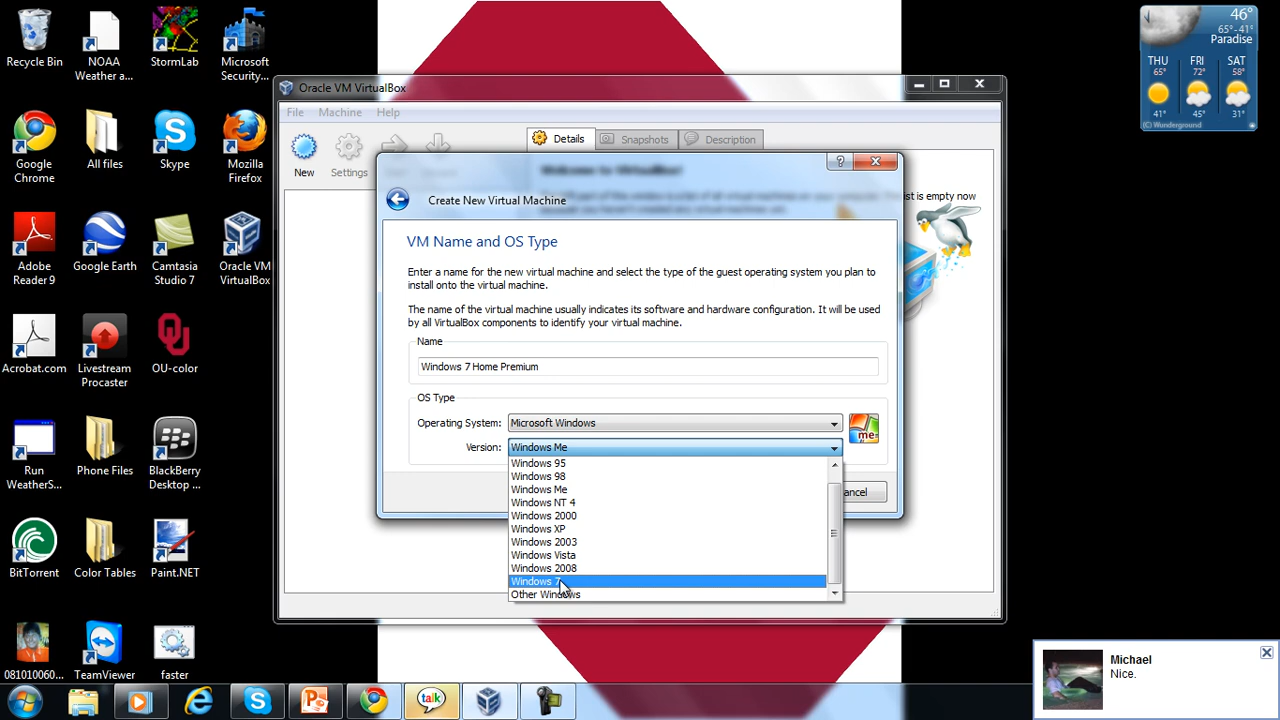 Recycle Bin
NOAA
Weather a...
StormLab
Microsoft
Security...
Google
Chrome
All files
Skype
Mozilla
Firefox
Adobe
Reader 9
Google Earth
Camtasia
Studio 7
Oracle VM
VirtualBox
Acrobat.com
Livestream
Procaster
OU-color
Run
WeatherS...
Phone Files
BlackBerry
Desktop ...
BitTorrent
Color Tables
Paint.NET
081010060...
TeamViewer
faster
Oracle VM VirtualBox
File Machine Help
New
Settings
Details
Snapshots
Description
Welcome to VirtualBox!
ist is empty now
Create New Virtual Machine
VM Name and OS Type
Enter a name for the new virtual machine and select the type of the guest operating system you plan to
install onto the virtual machine.
The name of the virtual machine usually indicates its software and hardware configuration. It will be used
by all VirtualBox components to identify your virtual machine.
Name
Windows 7 Home Premium
OS Type
Operating System: Microsoft Windows
me
Version: Windows Me
Windows 95
Windows 98
Windows Me
Windows NT 4
Windows 2000
Windows XP
Windows 2003
Windows Vista
Windows 2008
Windows 7
Other Windows
ancel
46°
65°-41°
Paradise
THU FRI SAT
65° 72° 58°
41° 45° 31°
(C) Wonderground
Michael
Nice.
talk